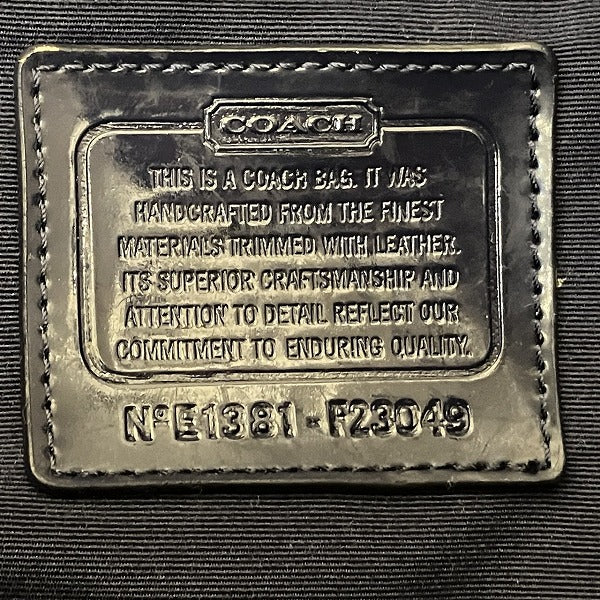 COACH
THIS IS A COACH BAG. IT WAS
HANDCRAFTED FROM THE FINEST
MATERIALS TRIMMED WITH LEATHER.
ITS SUPERIOR CRAFTSMANSHIP AND
ATTENTION TO DETAIL REFLECT OUR
COMMITMENT TO ENDURING QUALITY.
Nº E1381-F23049